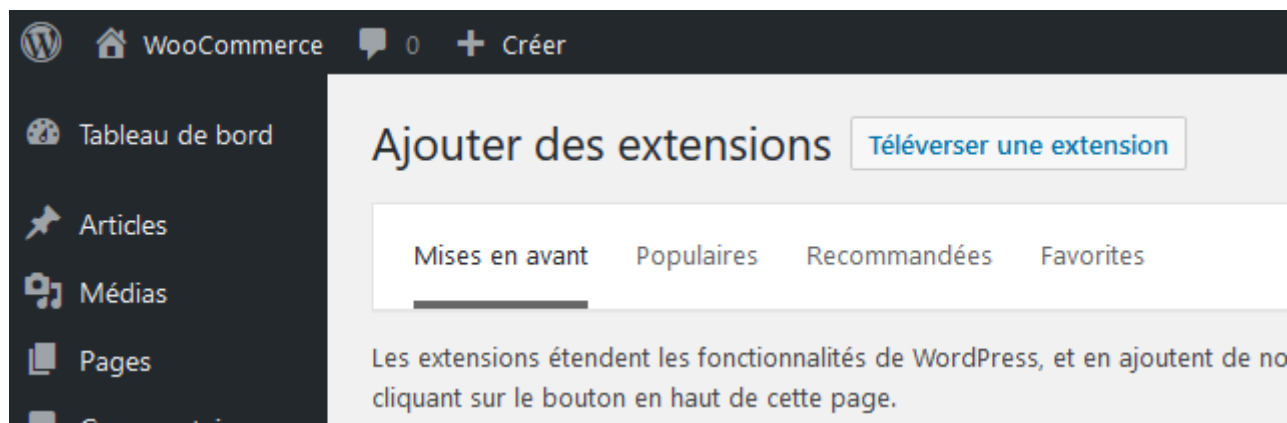 WooCommerce 0 Créer
Tableau de bord
Ajouter des extensions Téléverser une extension
Articles
Mises en avant Populaires Recommandées Favorites
Médias
Pages
Les extensions étendent les fonctionnalités de WordPress, et en ajoutent de
cliquant sur le bouton en haut de cette page.